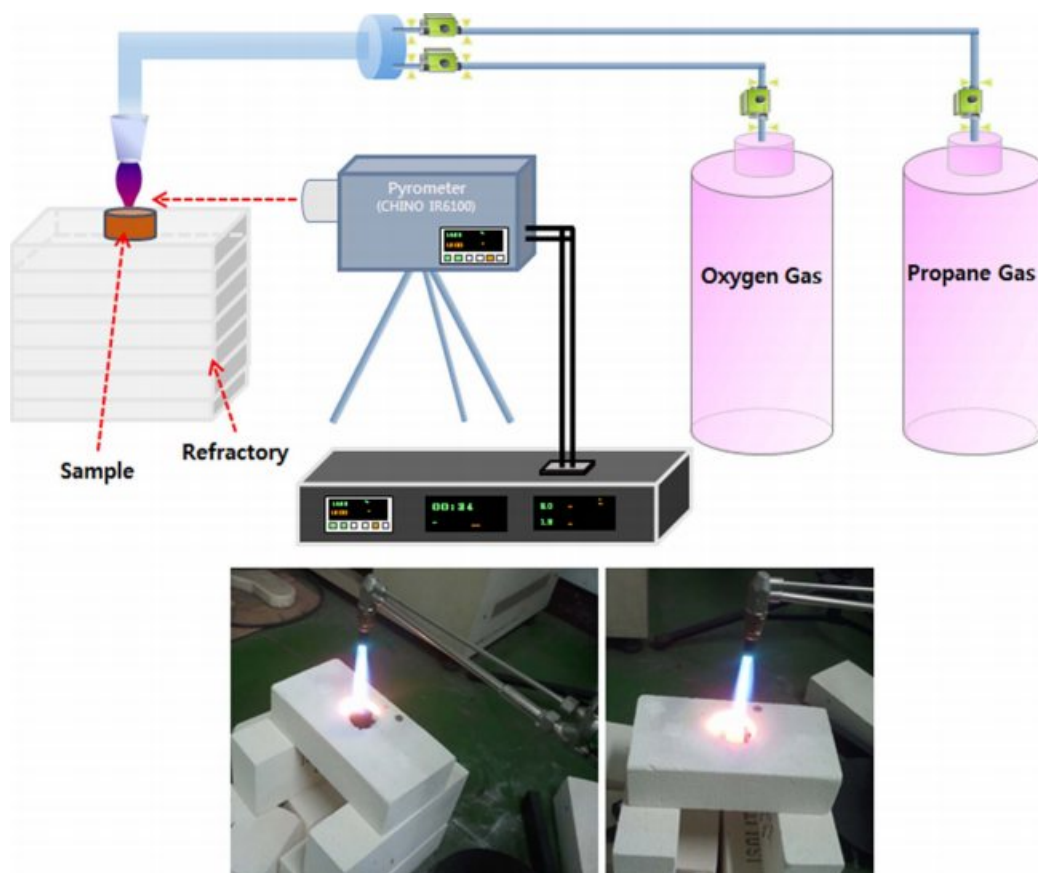 Pyrometer
(CHINO IR6100)
Oxygen Gas
Propane Gas
Refractory
Sample
00:34